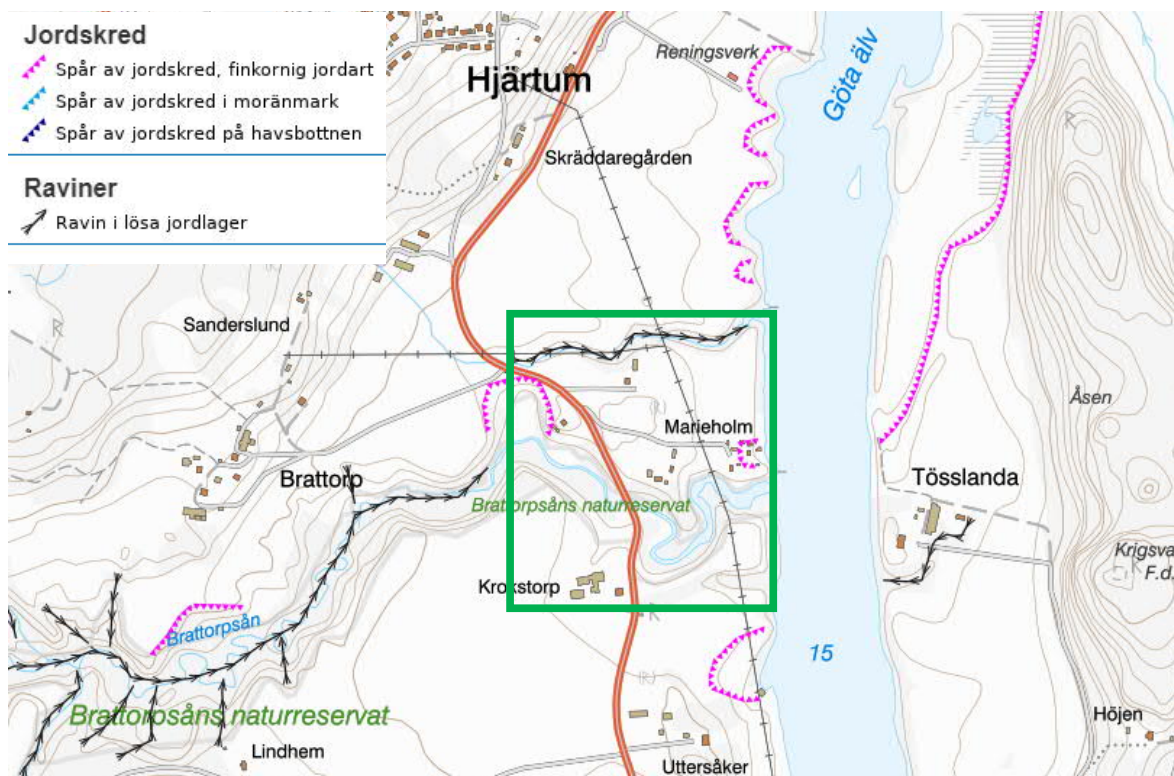 Jordskred
Spår av jordskred, finkornig jordart
Spår av jordskred i moränmark
Spår av jordskred på havsbottnen
Raviner
Ravin i lösa jordlager
Reningsverk
Hjärtum
Göta älv
R
Skräddaregården
(R)
Sanderslund
R
Åsen
(R)
Marieholm
Brattorp
Tösslanda
Brattorpsåns naturreservat
Krigsva
F.d.
R
Krokstorp
R
Brattorpsån
15
(R)
Brattorpsåns naturreservat
Höjen
Lindhem
Uttersåker